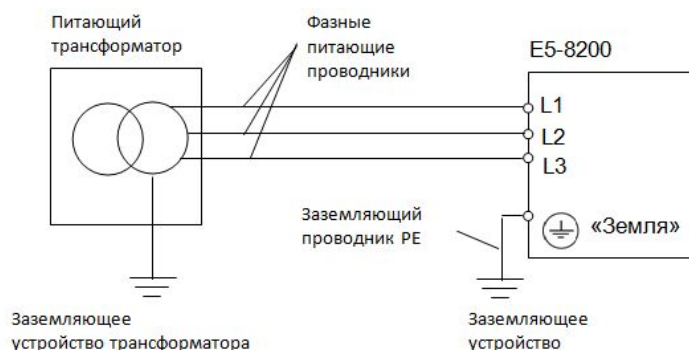 Питающий
трансформатор
Фазные
питающие
проводники
E5-8200
L1
L2
L3
Заземляющий
проводник PE
«Земля»
Заземляющее
устройство трансформатора
Заземляющее
устройство